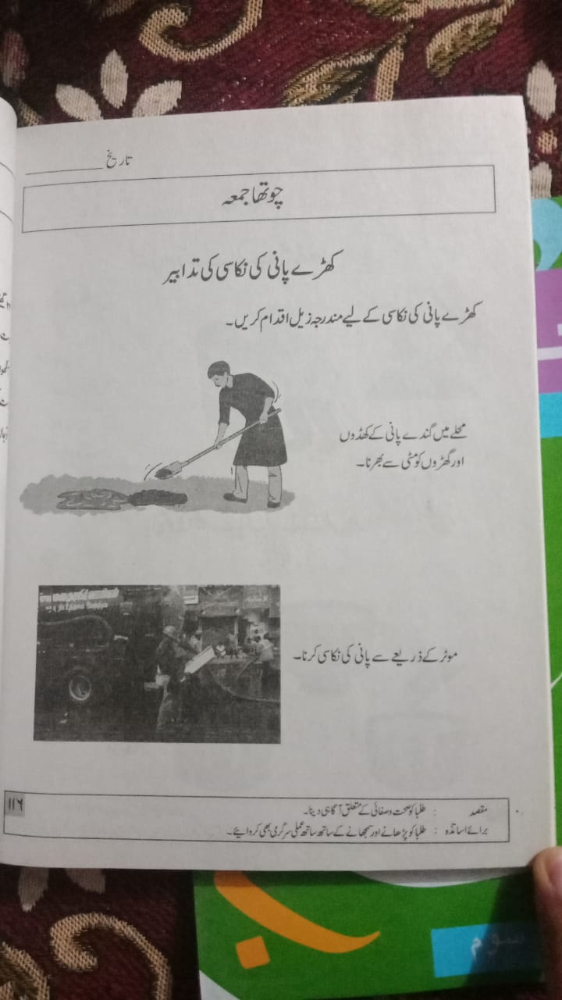 تاریخ ____________
چوتھا جمعہ
کھڑے پانی کی نکاسی کی تدابیر
کھڑے پانی کی نکاسی کے لیے مندرجہ زیل اقدام کریں۔
محلے میں گندے پانی کے کھڈوں
اور گھڑوں کو مٹی سے بھرنا۔
موٹر کے ذریعے سے پانی کی نکاسی کرنا۔
مقصد : طلبا کو صحت و صفائی کے متعلق آگاہی دینا۔
برائے اساتذہ : طلبا کو پڑھانے اور سمجھانے کے ساتھ ساتھ عملی سرگرمی بھی کروائیے۔
۱۱۶
سوم